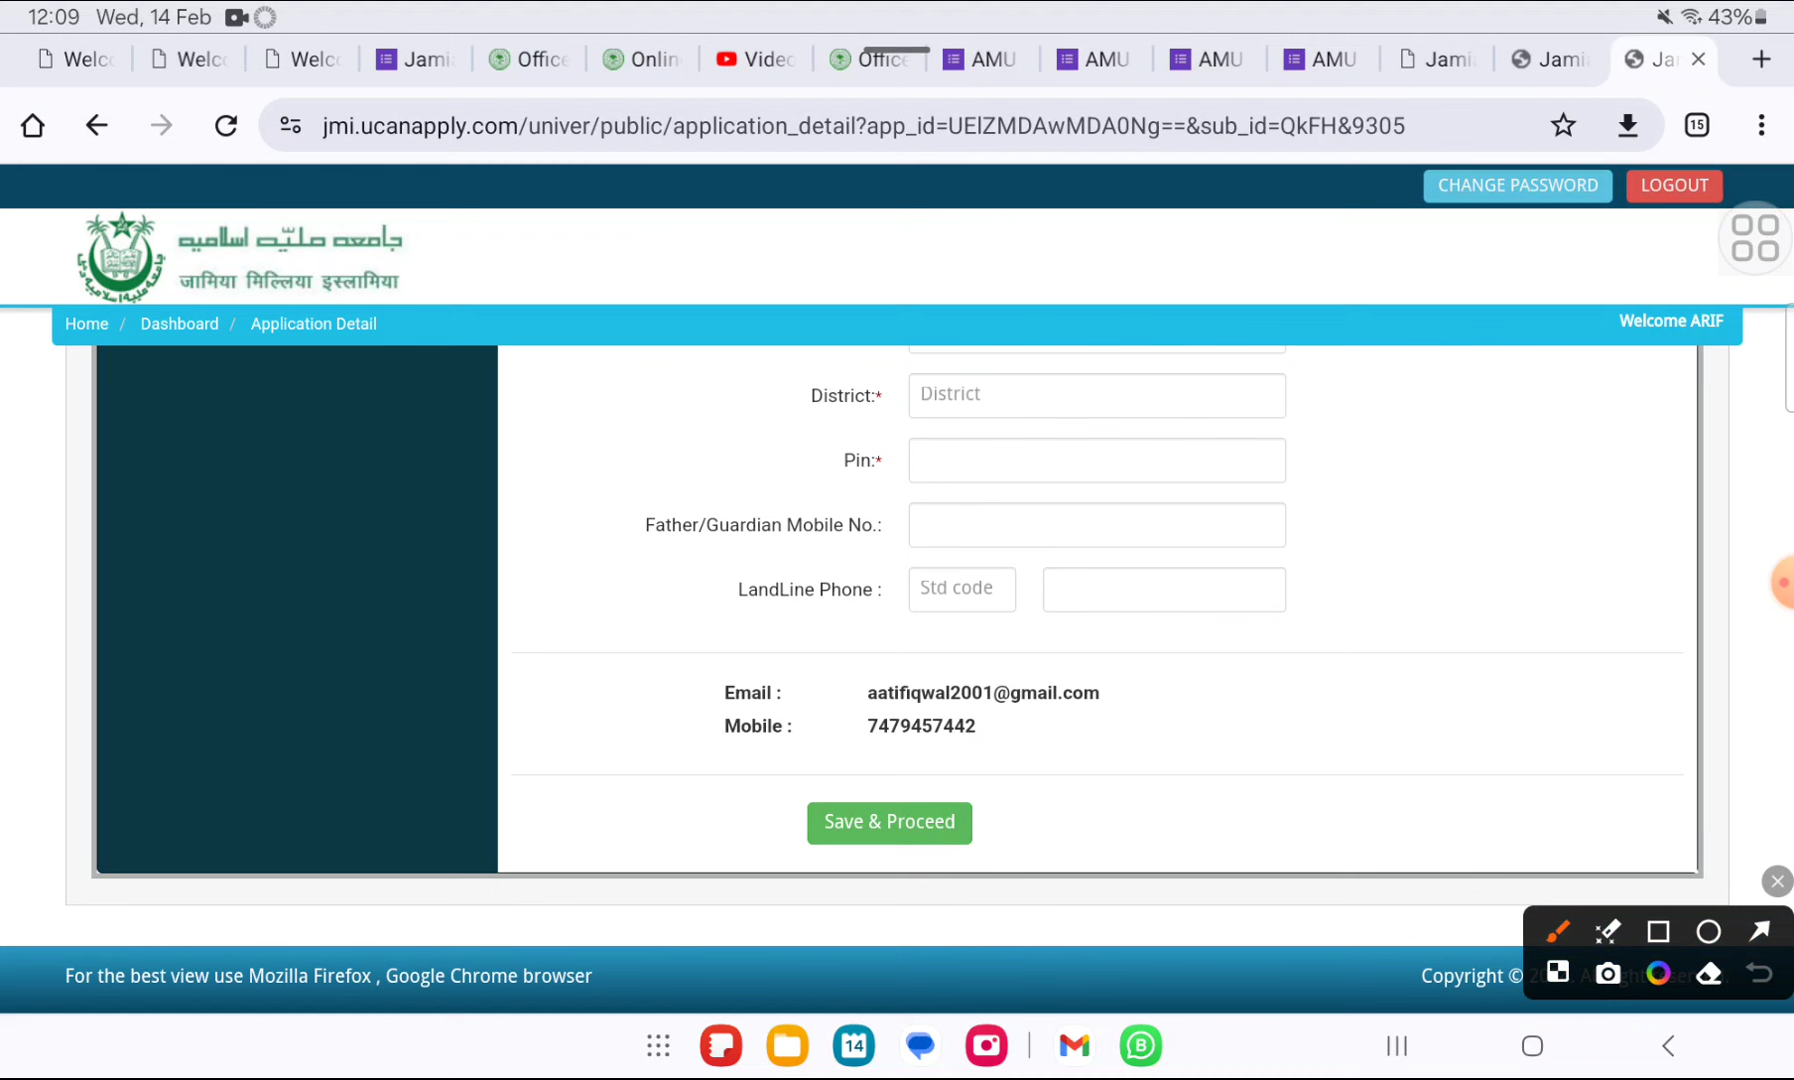 12:09 Wed, 14 Feb 43%
Welc Welc Welc Jami Office Onlin Video Office AMU AMU AMU AMU Jami Jami Ja
jmi.ucanapply.com/univer/public/application_detail?app_id=UElZMDAwMDA0Ng==&sub_id=QkFH&9305 15
CHANGE PASSWORD LOGOUT
جامعہ ملیّہ اسلامیہ
जामिया मिल्लिया इस्लामिया
Home / Dashboard / Application Detail Welcome ARIF
District:* District
Pin:*
Father/Guardian Mobile No.:
LandLine Phone : Std code
Email : aatifiqwal2001@gmail.com
Mobile : 7479457442
Save & Proceed
For the best view use Mozilla Firefox , Google Chrome browser Copyright ©
14